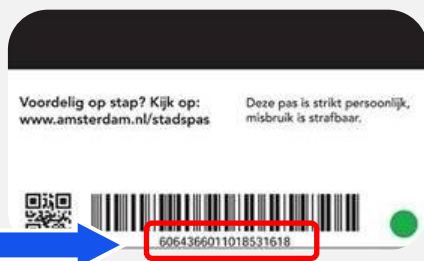 Voordelig op stap? Kijk op:
www.amsterdam.nl/stadspas
Deze pas is strikt persoonlijk,
misbruik is strafbaar.
6064366011018531618